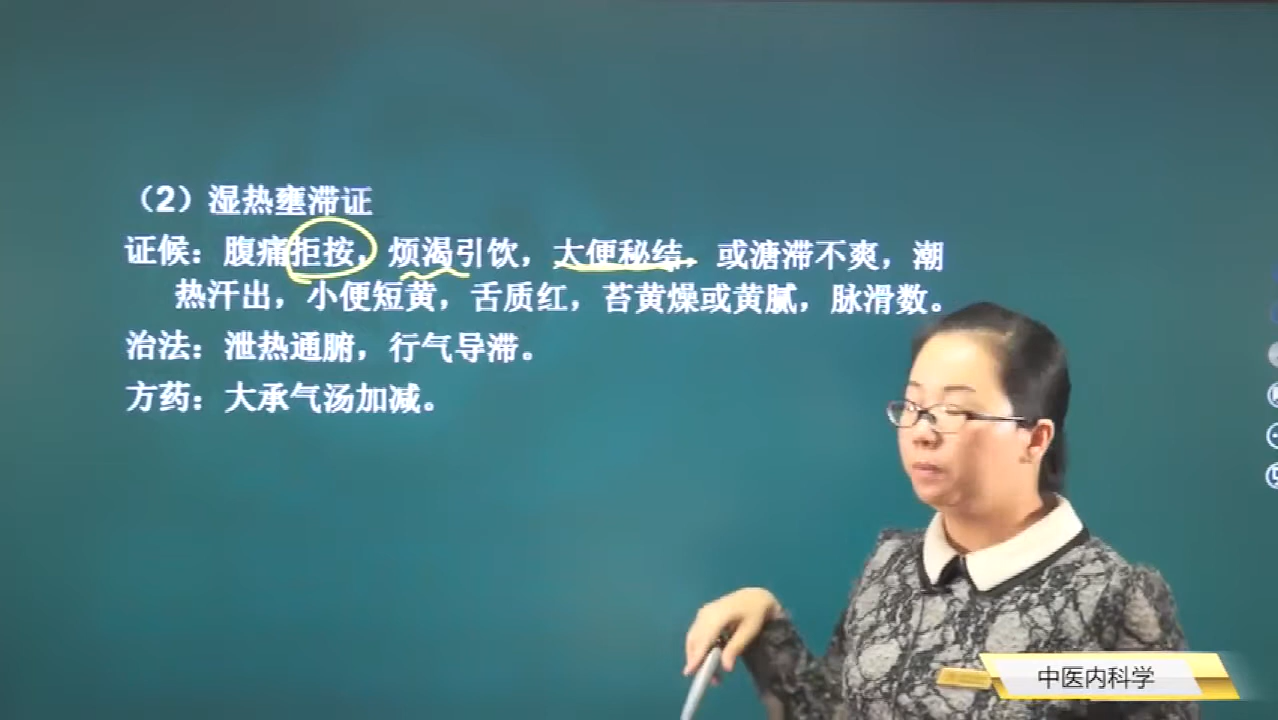 （2）湿热壅滞证
证候：腹痛拒按，烦渴引饮，大便秘结，或溏滞不爽，潮
热汗出，小便短黄，舌质红，苔黄燥或黄腻，脉滑数。
治法：泄热通腑，行气导滞。
方药：大承气汤加减。
中医内科学